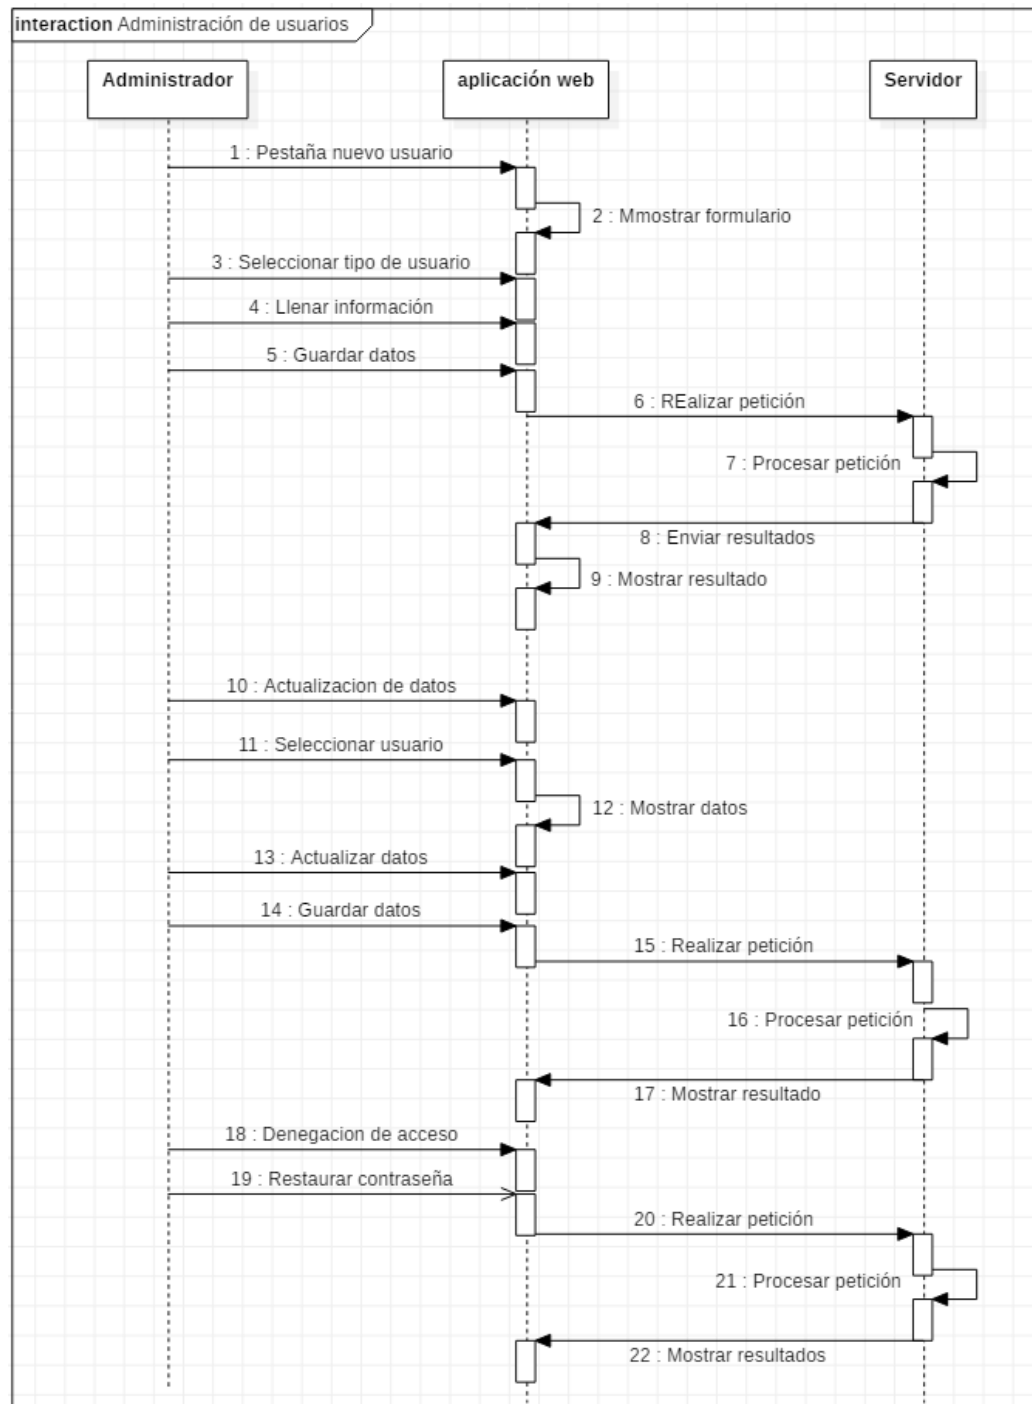 interaction Administración de usuarios
Administrador
aplicación web
Servidor
1 : Pestaña nuevo usuario
2 : Mmostrar formulario
3 : Seleccionar tipo de usuario
4 : Llenar información
5 : Guardar datos
6 : REalizar petición
7 : Procesar petición
8 : Enviar resultados
9 : Mostrar resultado
10 : Actualizacion de datos
11 : Seleccionar usuario
12 : Mostrar datos
13 : Actualizar datos
14 : Guardar datos
15 : Realizar petición
16 : Procesar petición
17 : Mostrar resultado
18 : Denegacion de acceso
19 : Restaurar contraseña
20 : Realizar petición
21 : Procesar petición
22 : Mostrar resultados